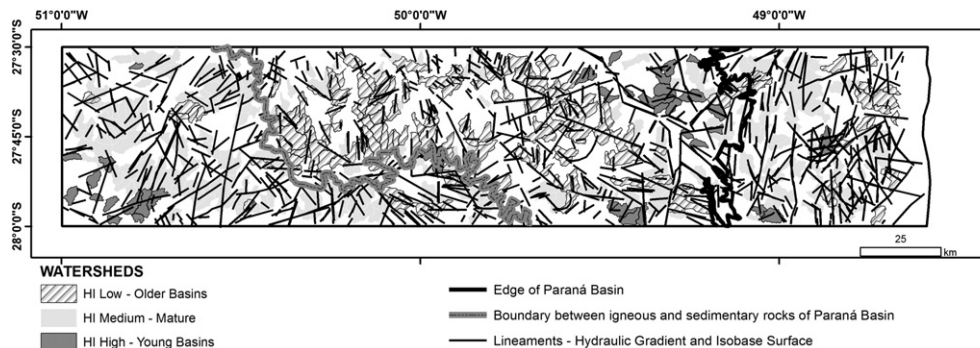 51°0'0"W 50°0'0"W 49°0'0"W
27°30'0"S
27°45'0"S
28°0'0"S
25
km
WATERSHEDS
HI Low - Older Basins
HI Medium - Mature
HI High - Young Basins
Edge of Paraná Basin
Boundary between igneous and sedimentary rocks of Paraná Basin
Lineaments - Hydraulic Gradient and Isobase Surface